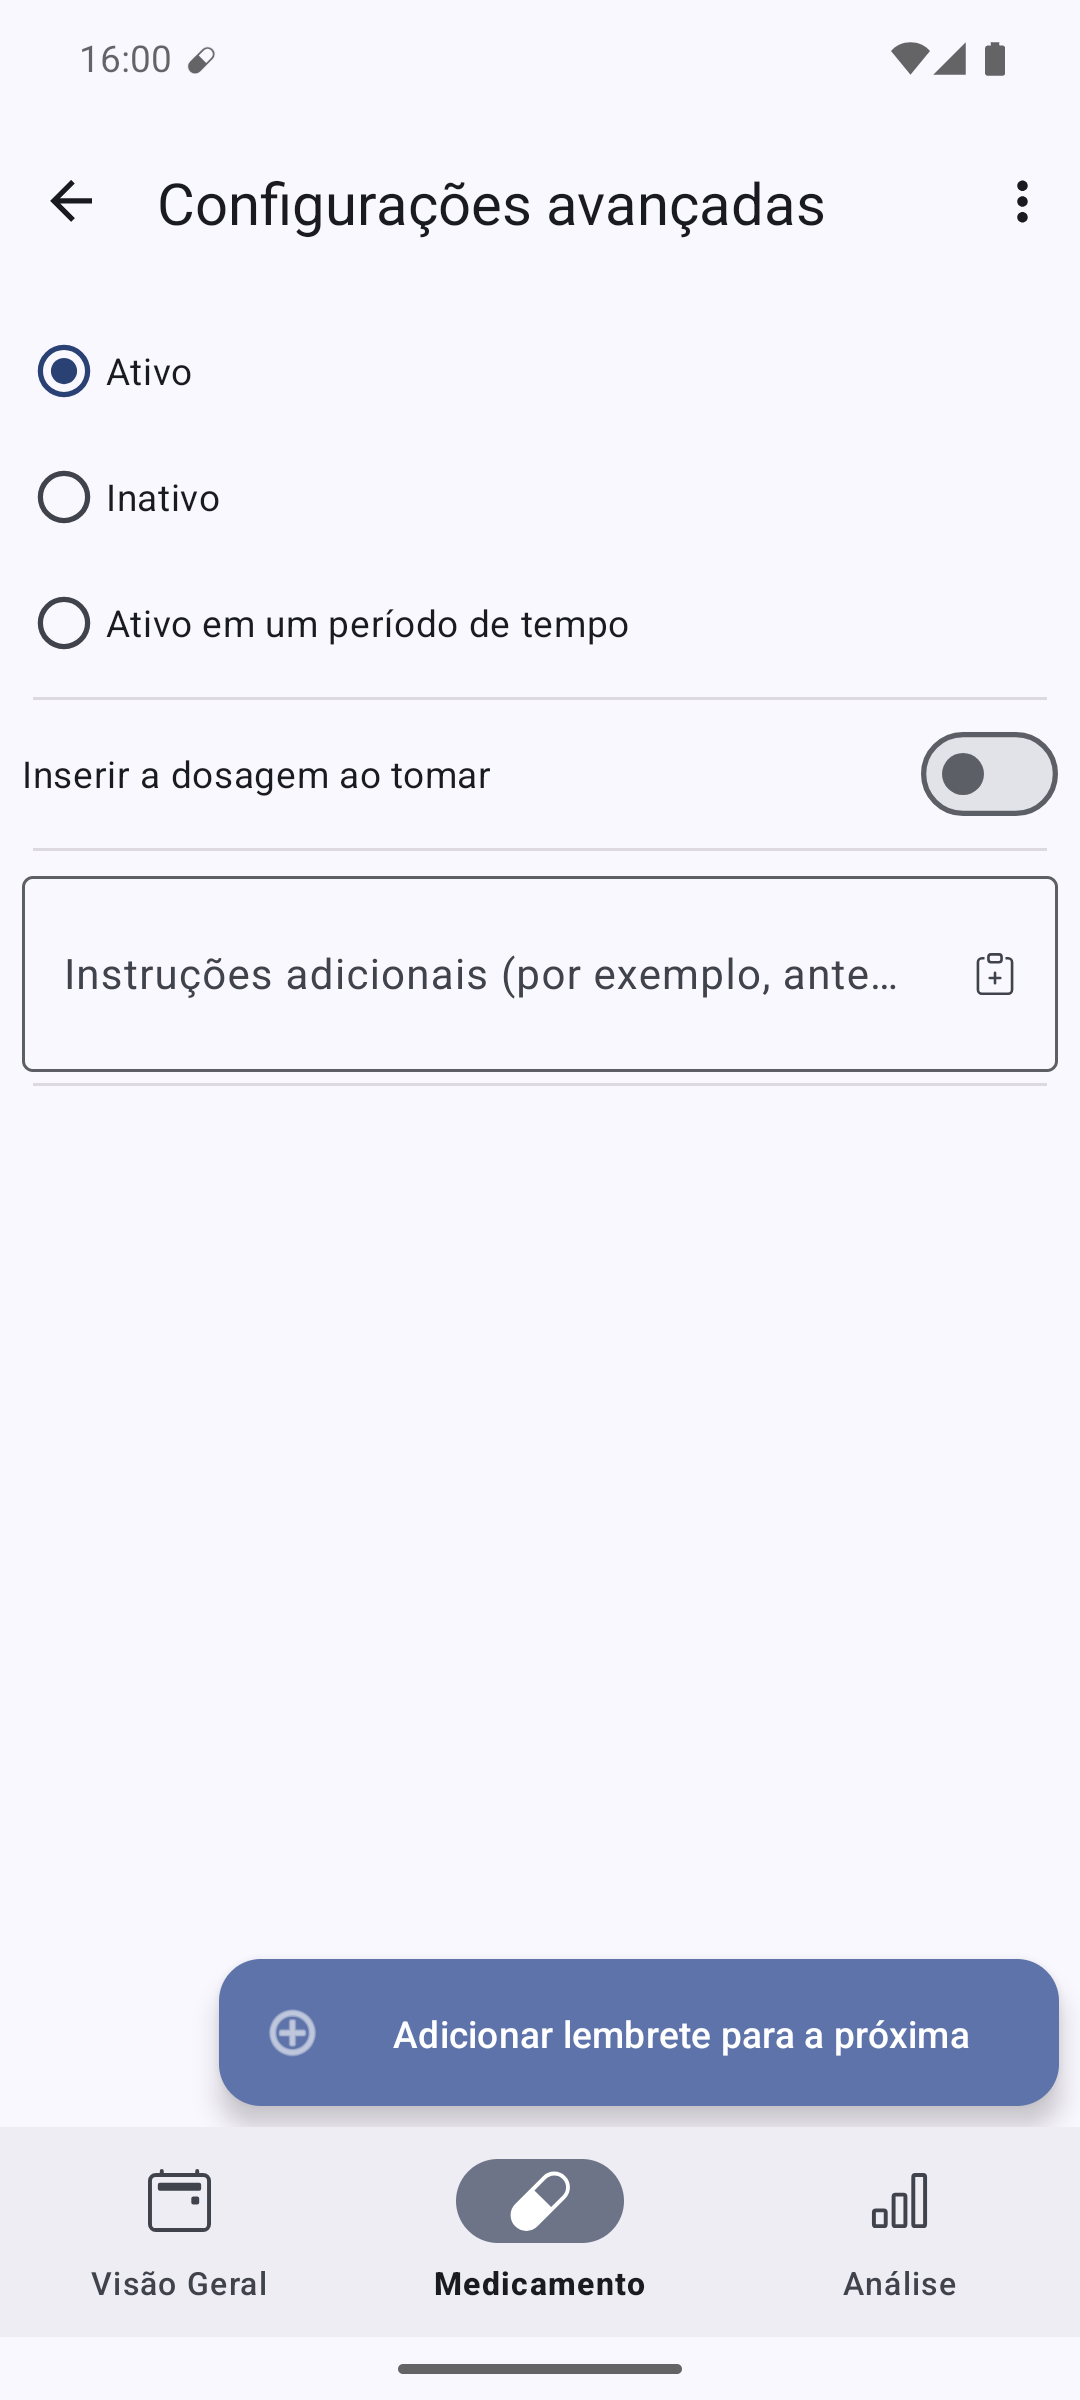 16:00
Configurações avançadas
Ativo
Inativo
Ativo em um período de tempo
Inserir a dosagem ao tomar
Instruções adicionais (por exemplo, ante…
Adicionar lembrete para a próxima
Visão Geral
Medicamento
Análise